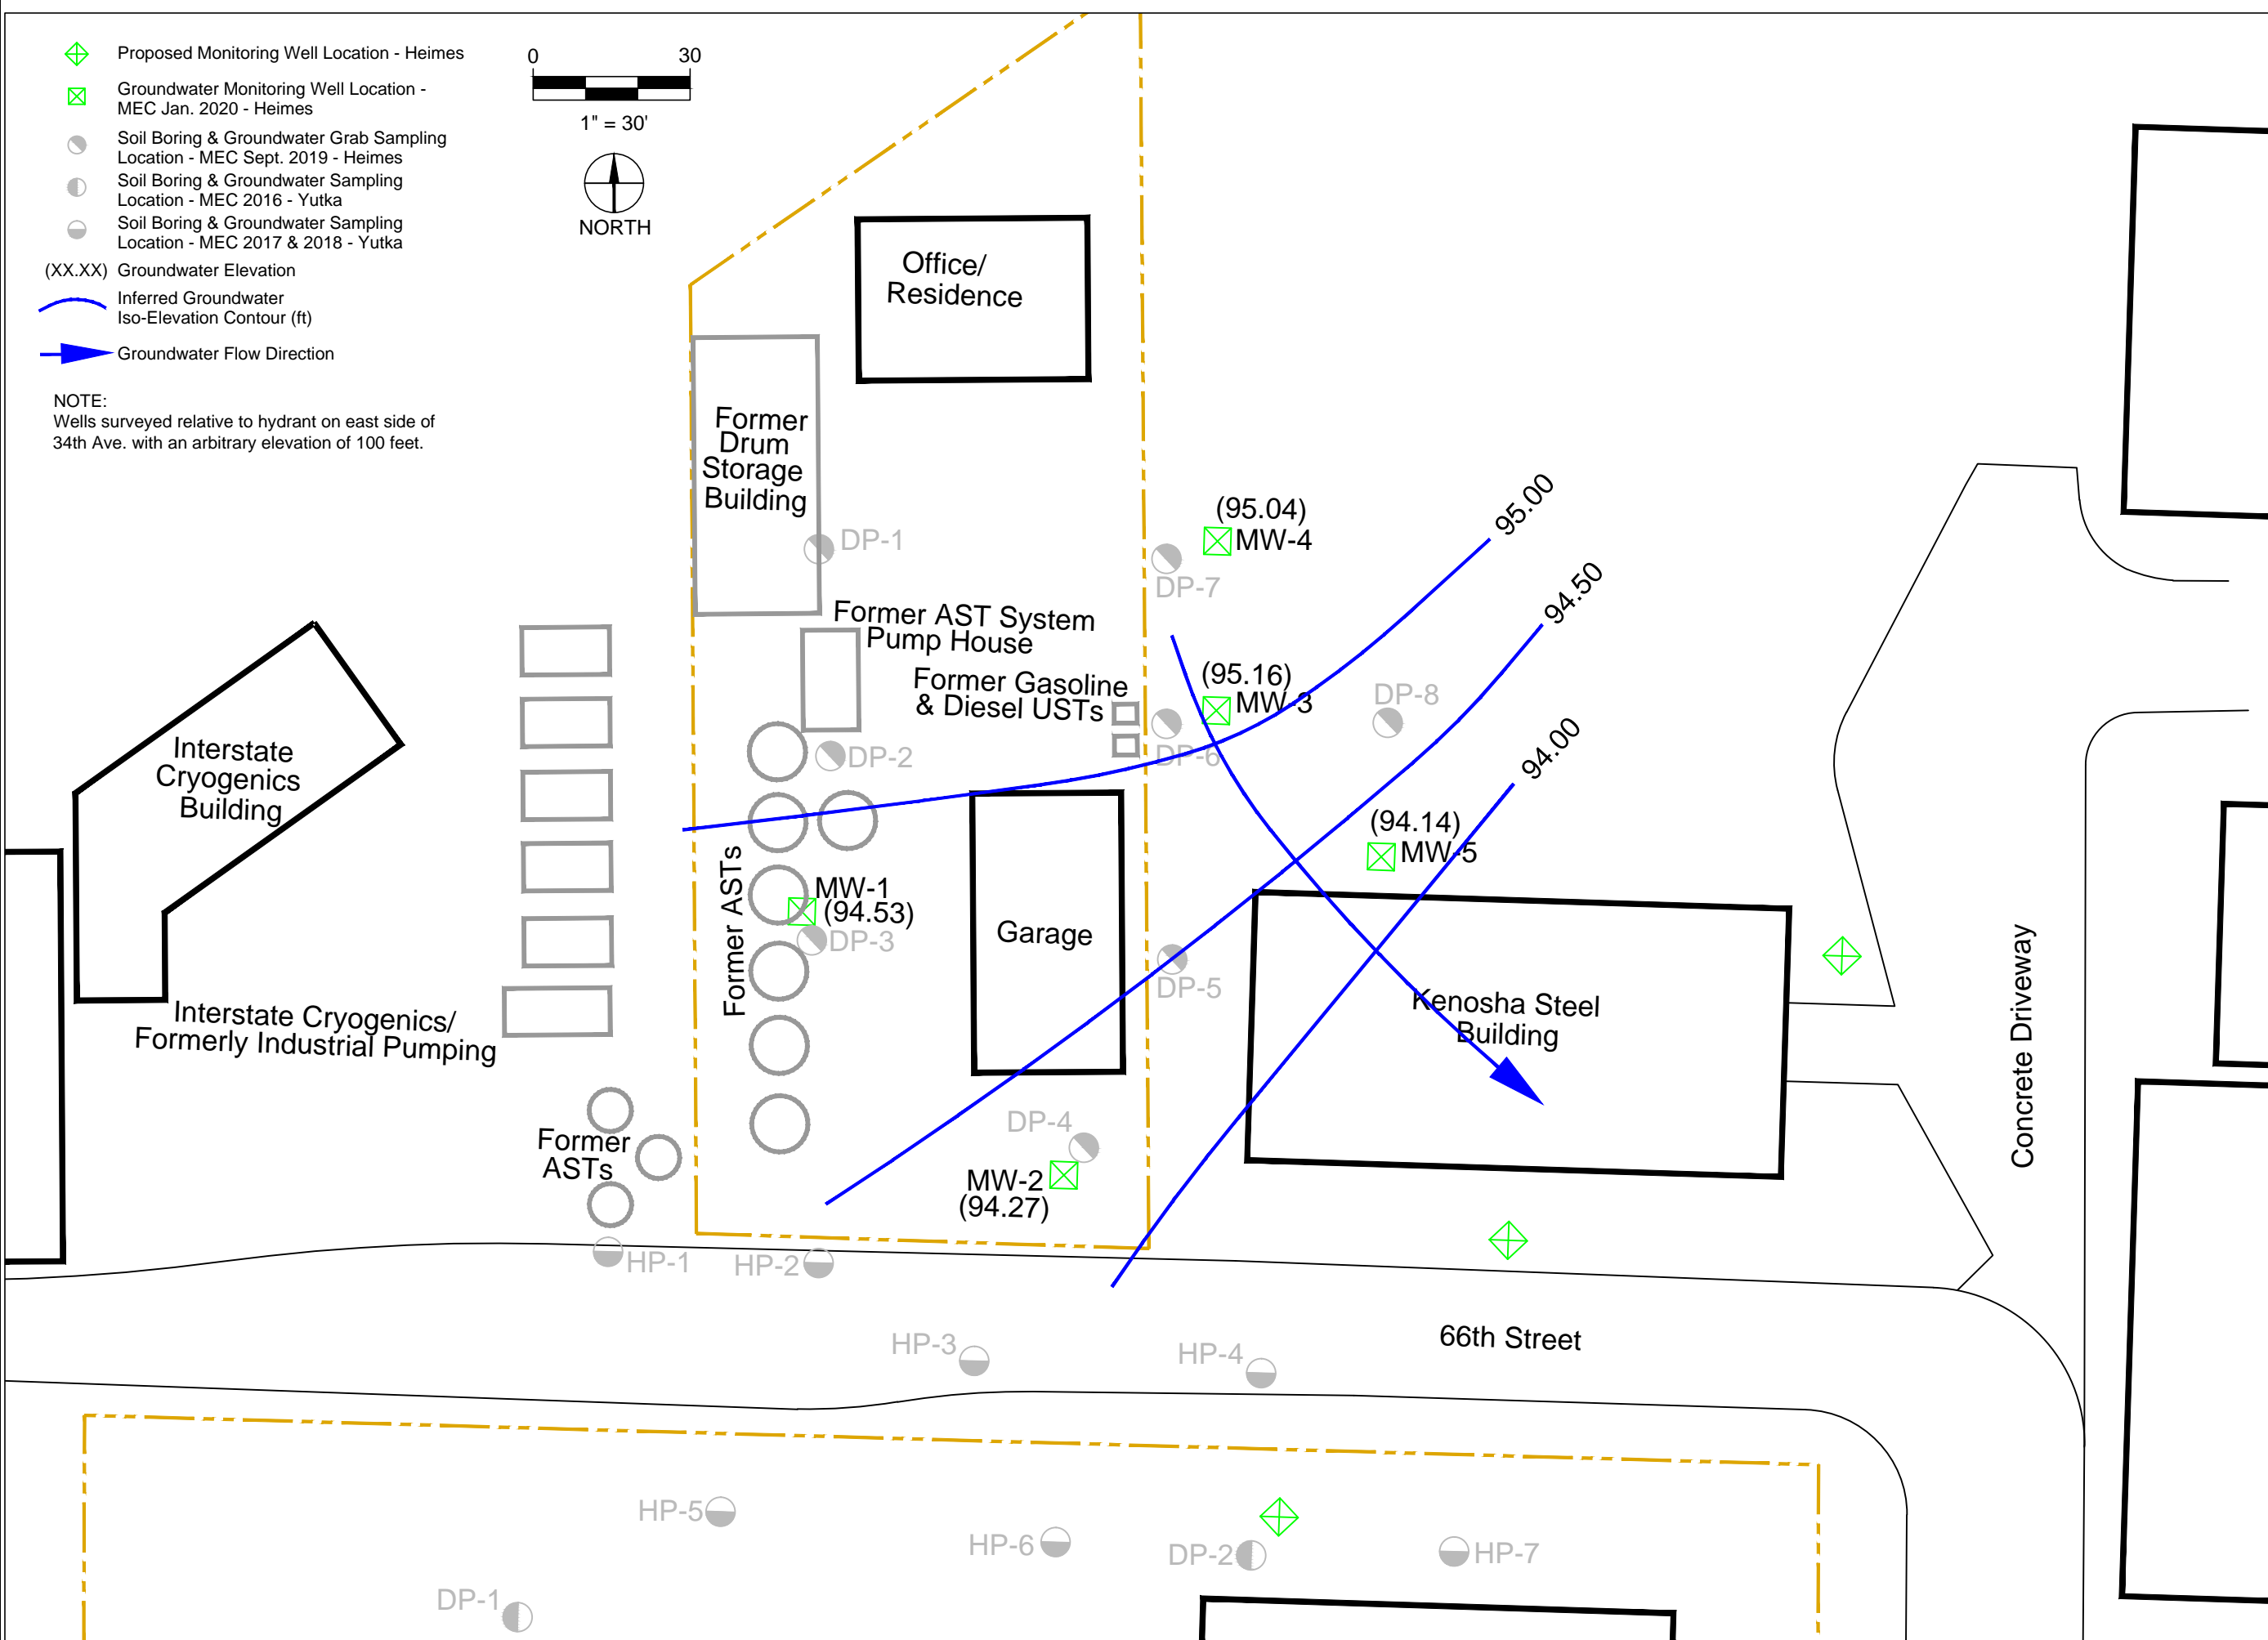 Proposed Monitoring Well Location - Heimes
Groundwater Monitoring Well Location -
MEC Jan. 2020 - Heimes
Soil Boring & Groundwater Grab Sampling
Location - MEC Sept. 2019 - Heimes
Soil Boring & Groundwater Sampling
Location - MEC 2016 - Yutka
Soil Boring & Groundwater Sampling
Location - MEC 2017 & 2018 - Yutka
(XX.XX) Groundwater Elevation
Inferred Groundwater
Iso-Elevation Contour (ft)
Groundwater Flow Direction
NOTE:
Wells surveyed relative to hydrant on east side of
34th Ave. with an arbitrary elevation of 100 feet.
0 30
1" = 30'
NORTH
Office/
Residence
Former
Drum
Storage
Building
DP-1
(95.04)
MW-4
DP-7
95.00
94.50
94.00
Former AST System
Pump House
Former Gasoline
& Diesel USTs
(95.16)
MW-3
DP-6
DP-8
DP-2
Interstate
Cryogenics
Building
(94.14)
MW-5
Former ASTs
MW-1
(94.53)
DP-3
Garage
DP-5
Kenosha Steel
Building
Concrete Driveway
Interstate Cryogenics/
Formerly Industrial Pumping
Former
ASTs
DP-4
MW-2
(94.27)
HP-1
HP-2
HP-3
HP-4
66th Street
HP-5
HP-6
DP-2
HP-7
DP-1